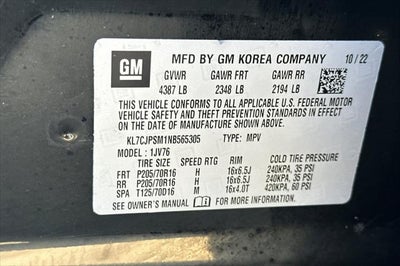 GM
MFD BY GM KOREA COMPANY
10/22
GVWR GAWR FRT GAWR RR
4387 LB 2348 LB 2194 LB
THIS VEHICLE CONFORMS TO ALL APPLICABLE U.S. FEDERAL MOTOR
VEHICLE SAFETY AND THEFT PREVENTION STANDARDS IN
EFFECT ON THE DATE OF MANUFACTURE SHOWN ABOVE.
KL7CJPSM1NB565305 TYPE: MPV
MODEL: 1JV76
TIRE SIZE SPEED RTG RIM COLD TIRE PRESSURE
FRT P205/70R16 H 16x6.5J 240KPA, 35 PSI
RR P205/70R16 H 16x6.5J 240KPA, 35 PSI
SPA T125/70D16 M 16x4.0T 420KPA, 60 PSI
SEE OWNER'S MANUAL FOR ADDITIONAL INFORMATION.